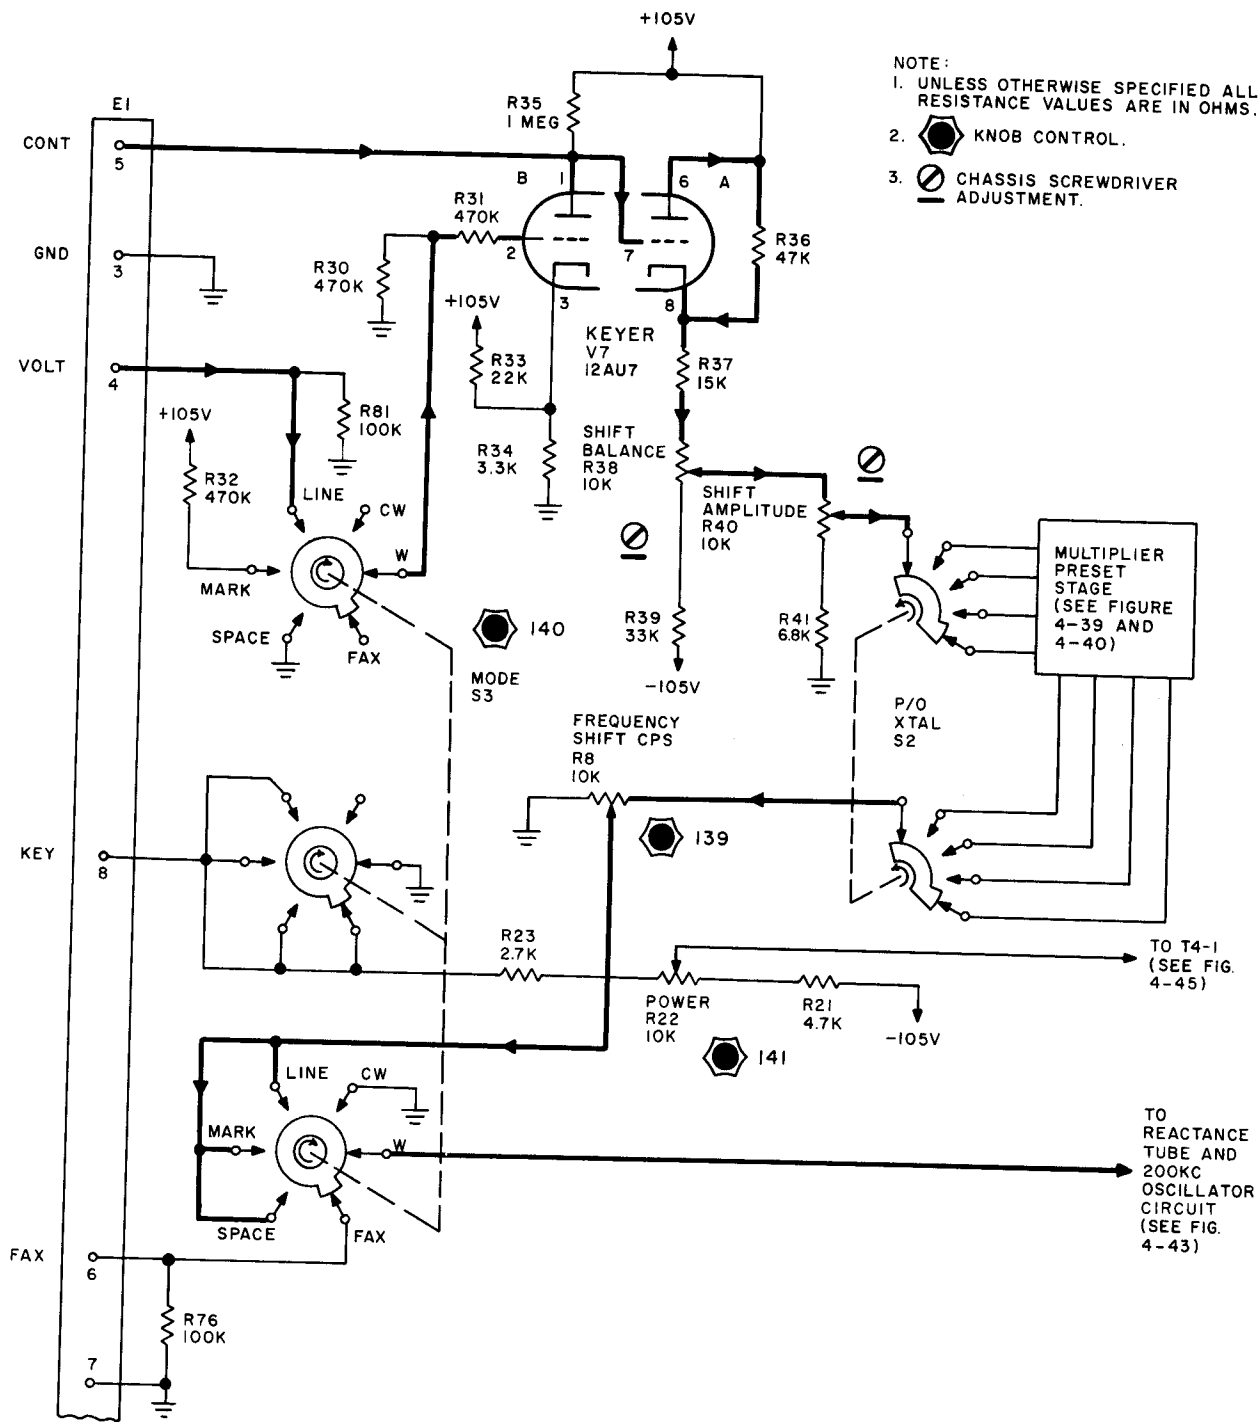 +105V
NOTE:
1. UNLESS OTHERWISE SPECIFIED ALL
RESISTANCE VALUES ARE IN OHMS.
2. KNOB CONTROL.
3. CHASSIS SCREWDRIVER
ADJUSTMENT.
E1
CONT
5
GND
3
VOLT
4
R35
1 MEG
B
1
6
A
R31
470K
2
7
R36
47K
R30
470K
+105V
3
8
KEYER
V7
12AU7
R33
22K
R37
15K
+105V
R81
100K
R34
3.3K
SHIFT
BALANCE
R38
10K
R32
470K
LINE
CW
W
MARK
SPACE
FAX
SHIFT
AMPLITUDE
R40
10K
140
MODE
S3
R39
33K
-105V
R41
6.8K
MULTIPLIER
PRESET
STAGE
(SEE FIGURE
4-39 AND
4-40)
P/O
XTAL
S2
FREQUENCY
SHIFT CPS
R8
10K
139
KEY
8
R23
2.7K
POWER
R22
10K
R21
4.7K
-105V
TO T4-1
(SEE FIG.
4-45)
141
LINE
CW
MARK
W
SPACE
FAX
TO
REACTANCE
TUBE AND
200KC
OSCILLATOR
CIRCUIT
(SEE FIG.
4-43)
FAX
6
R76
100K
7